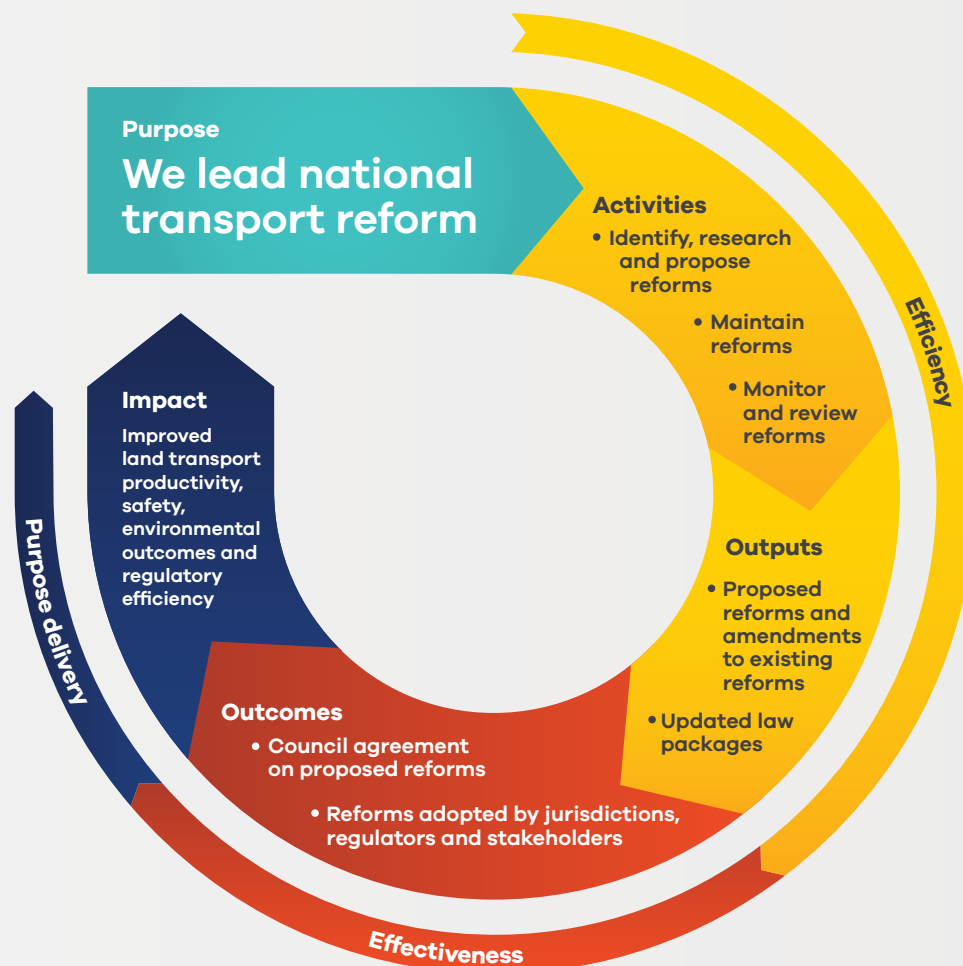 Purpose
We lead national
transport reform
Activities
• Identify, research
and propose
reforms
• Maintain
reforms
• Monitor
and review
reforms
Efficiency
Outputs
• Proposed
reforms and
amendments
to existing
reforms
• Updated law
packages
Outcomes
• Council agreement
on proposed reforms
• Reforms adopted by jurisdictions,
regulators and stakeholders
Effectiveness
Impact
Improved
land transport
productivity,
safety,
environmental
outcomes and
regulatory
efficiency
Purpose delivery